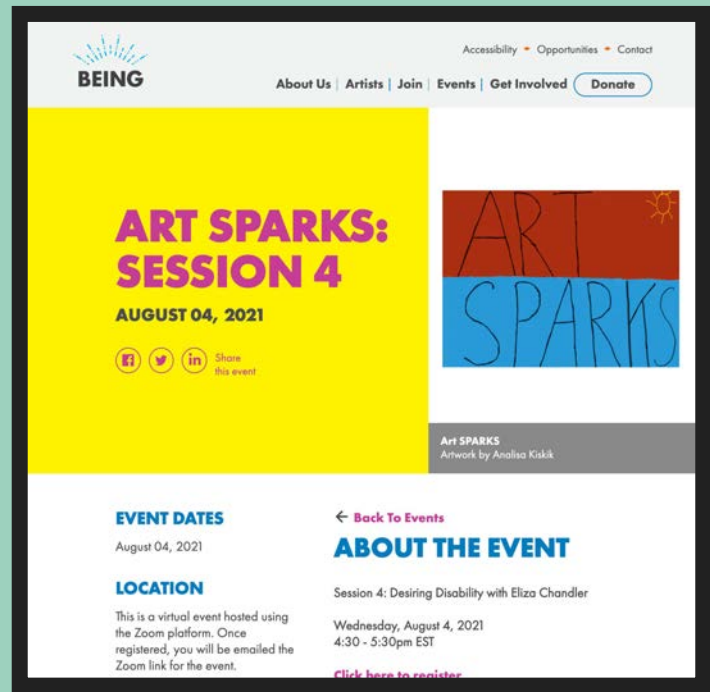 BEING
Accessibility • Opportunities • Contact
About Us | Artists | Join | Events | Get Involved Donate
ART SPARKS:
SESSION 4
AUGUST 04, 2021
Share
this event
ART
SPARKS
Art SPARKS
Artwork by Analisa Kiskik
EVENT DATES
August 04, 2021
LOCATION
This is a virtual event hosted using
the Zoom platform. Once
registered, you will be emailed the
Zoom link for the event.
← Back To Events
ABOUT THE EVENT
Session 4: Desiring Disability with Eliza Chandler
Wednesday, August 4, 2021
4:30 - 5:30pm EST
Click here to register